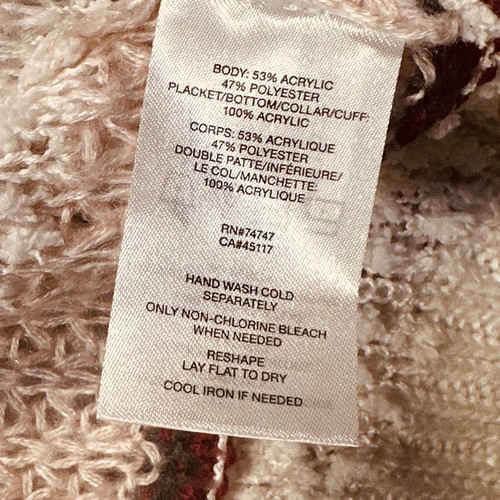 BODY: 53% ACRYLIC
47% POLYESTER
PLACKET/BOTTOM/COLLAR/CUFF:
100% ACRYLIC
CORPS: 53% ACRYLIQUE
47% POLYESTER
DOUBLE PATTE/INFÉRIEURE/
LE COL/MANCHETTE:
100% ACRYLIQUE
RN#74747
CA#45117
HAND WASH COLD
SEPARATELY
ONLY NON-CHLORINE BLEACH
WHEN NEEDED
RESHAPE
LAY FLAT TO DRY
COOL IRON IF NEEDED